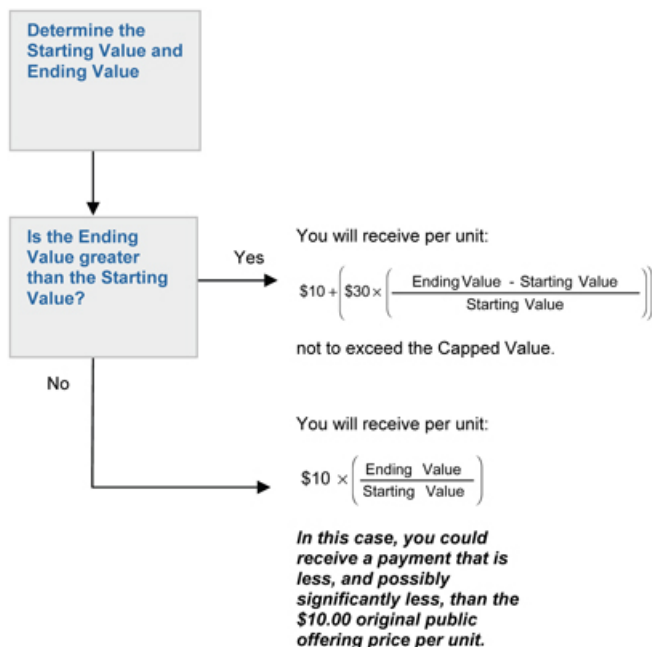 Determine the
Starting Value and
Ending Value
Is the Ending
Value greater
than the Starting
Value?
Yes
You will receive per unit:
$10 + ($30 × (Ending Value - Starting Value / Starting Value))
not to exceed the Capped Value.
No
You will receive per unit:
$10 × (Ending Value / Starting Value)
In this case, you could
receive a payment that is
less, and possibly
significantly less, than the
$10.00 original public
offering price per unit.